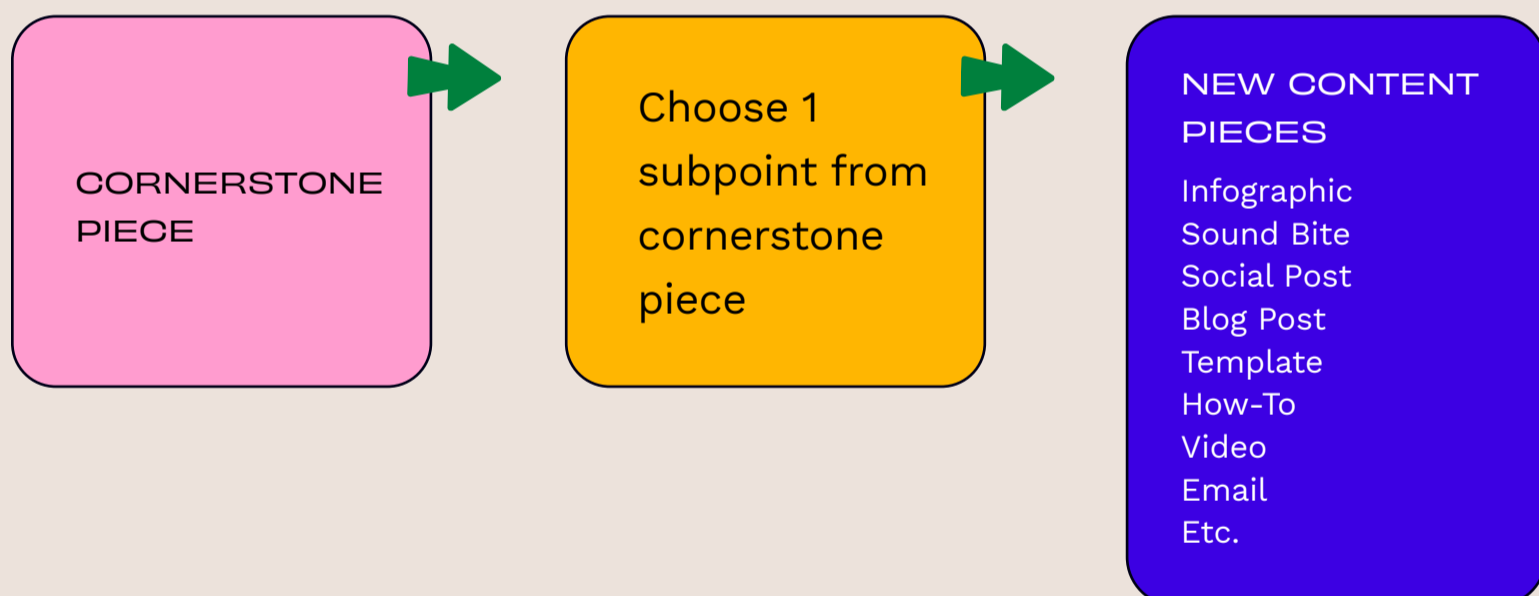 CORNERSTONE
PIECE
Choose 1
subpoint from
cornerstone
piece
NEW CONTENT
PIECES
Infographic
Sound Bite
Social Post
Blog Post
Template
How-To
Video
Email
Etc.